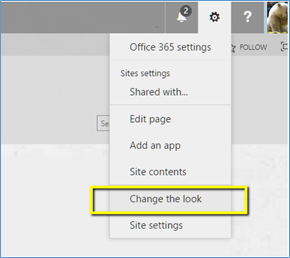 2
?
Office 365 settings
FOLLOW
Sites settings
Shared with...
Edit page
Add an app
Site contents
Change the look
Site settings